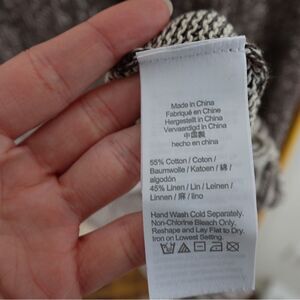 Made in China
Fabriqué en Chine
Hergestellt in China
Vervaardigd in China
中国製
hecho en china
55% Cotton / Coton /
Baumwolle / Katoen / 綿 /
algodón
45% Linen / Lin / Leinen /
Linnen / 麻 / lino
Hand Wash Cold Separately.
Non-Chlorine Bleach Only.
Reshape and Lay Flat to Dry.
Iron on Lowest Setting.